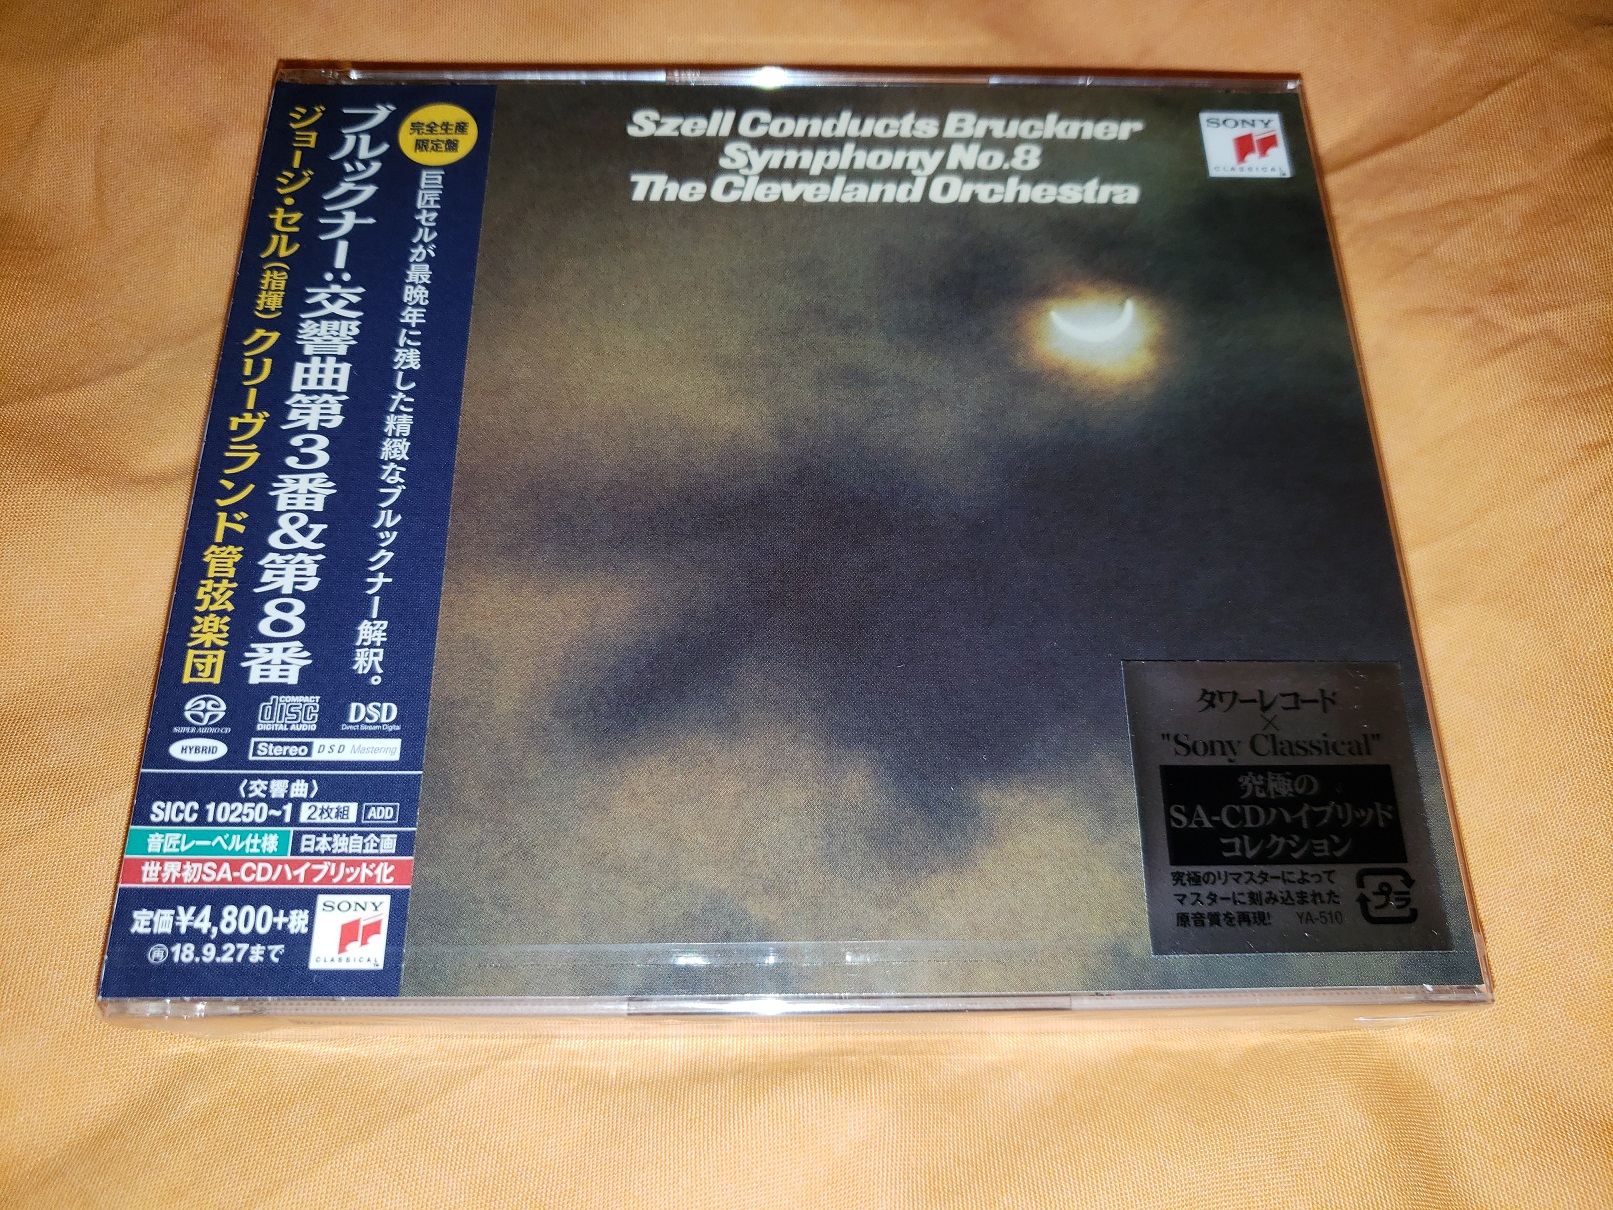 完全生産
限定盤
巨匠セルが最晩年に残した精緻なブルックナー解釈。
ブルックナー:交響曲第3番&第8番
ジョージ・セル(指揮) クリーヴランド管弦楽団
SUPER AUDIO CD
COMPACT
disc
DIGITAL AUDIO
DSD
Direct Stream Digital
HYBRID
Stereo DSD Mastering
〈交響曲〉
SICC 10250~1 2枚組 ADD
音匠レーベル仕様 日本独自企画
世界初SA-CDハイブリッド化
定価¥4,800+税
再18.9.27まで
SONY
CLASSICAL
Szell Conducts Bruckner
Symphony No.8
The Cleveland Orchestra
SONY
CLASSICAL
タワーレコード
×
"Sony Classical"
究極の
SA-CDハイブリッド
コレクション
究極のリマスターによって
マスターに刻み込まれた
原音質を再現! YA-510
プラ